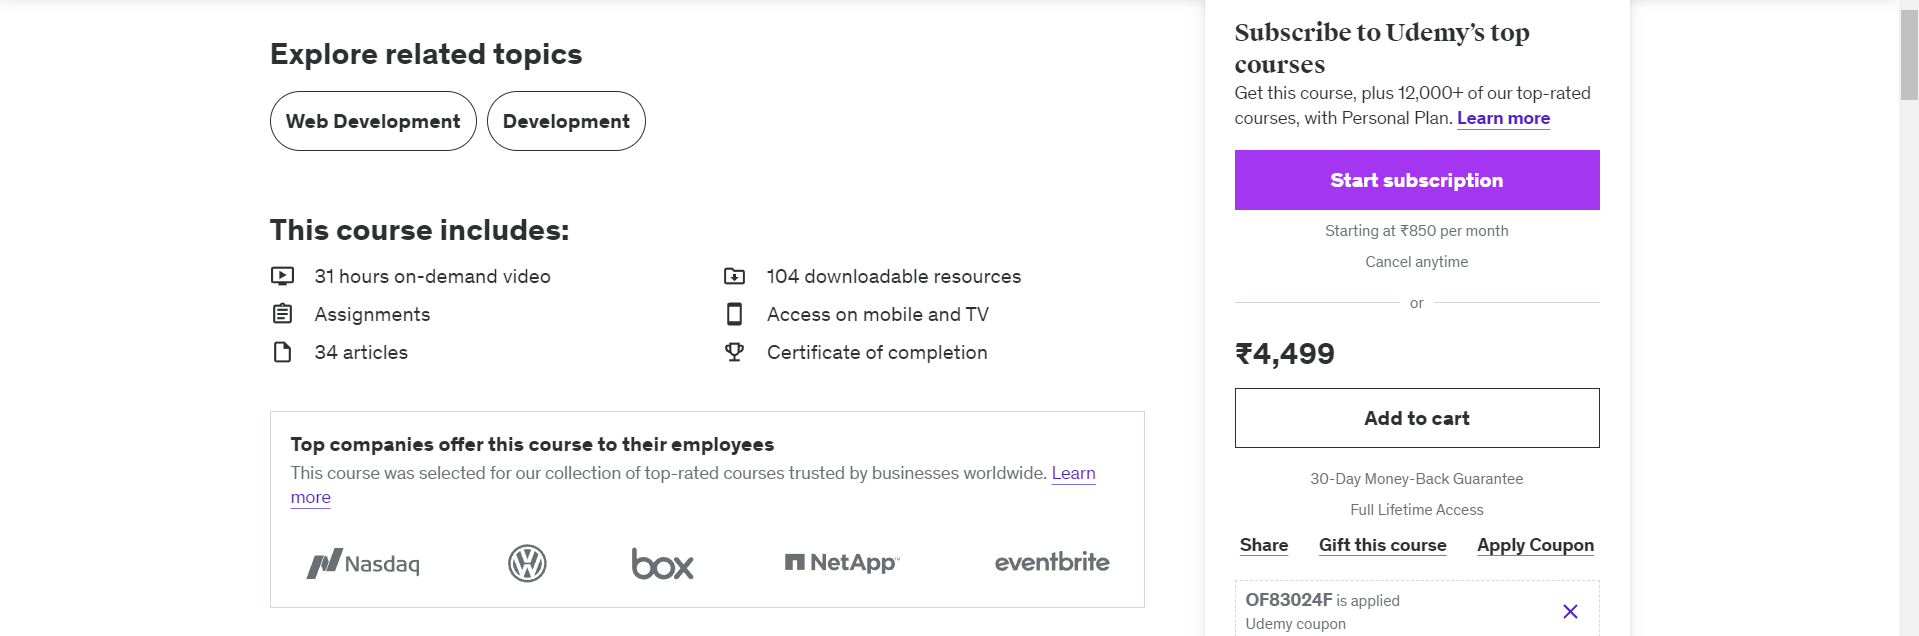 Explore related topics
Web Development
Development
This course includes:
31 hours on-demand video
104 downloadable resources
Assignments
Access on mobile and TV
34 articles
Certificate of completion
Top companies offer this course to their employees
This course was selected for our collection of top-rated courses trusted by businesses worldwide. Learn
more
Nasdaq
VW
box
NetApp™
eventbrite
Subscribe to Udemy’s top
courses
Get this course, plus 12,000+ of our top-rated
courses, with Personal Plan. Learn more
Start subscription
Starting at ₹850 per month
Cancel anytime
or
₹4,499
Add to cart
30-Day Money-Back Guarantee
Full Lifetime Access
Share
Gift this course
Apply Coupon
OF83024F is applied
Udemy coupon